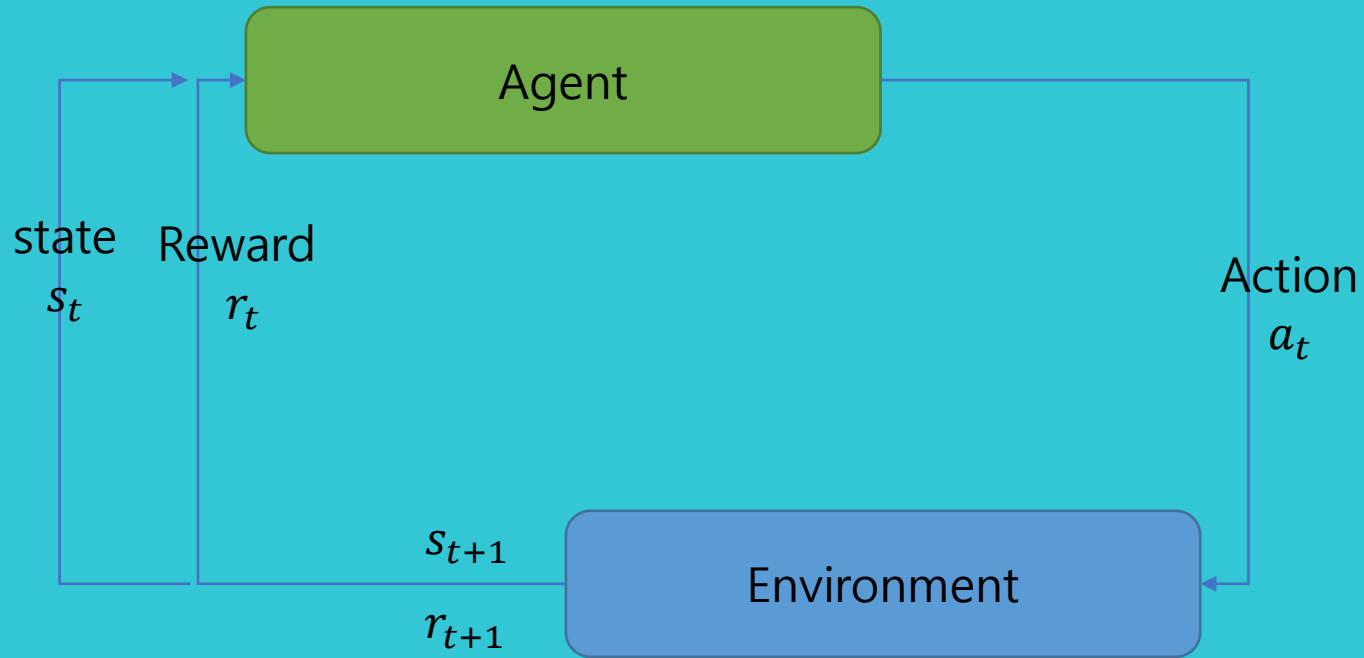 Agent
state
Reward
Action
s_t
r_t
a_t
s_{t+1}
Environment
r_{t+1}